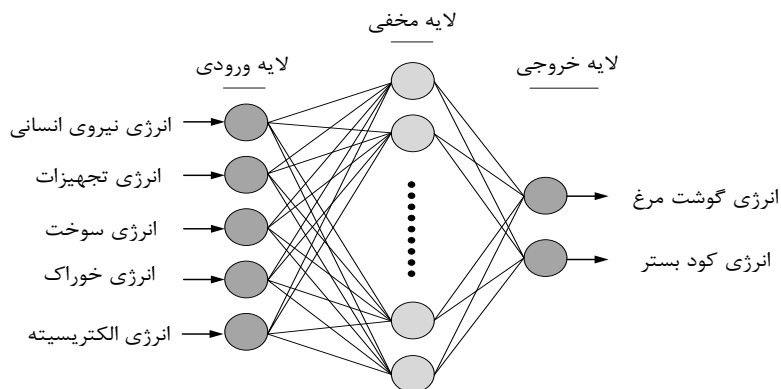 لایه مخفی
لایه ورودی
لایه خروجی
انرژی نیروی انسانی
انرژی تجهیزات
انرژی سوخت
انرژی خوراک
انرژی الکتریسیته
انرژی گوشت مرغ
انرژی کود بستر